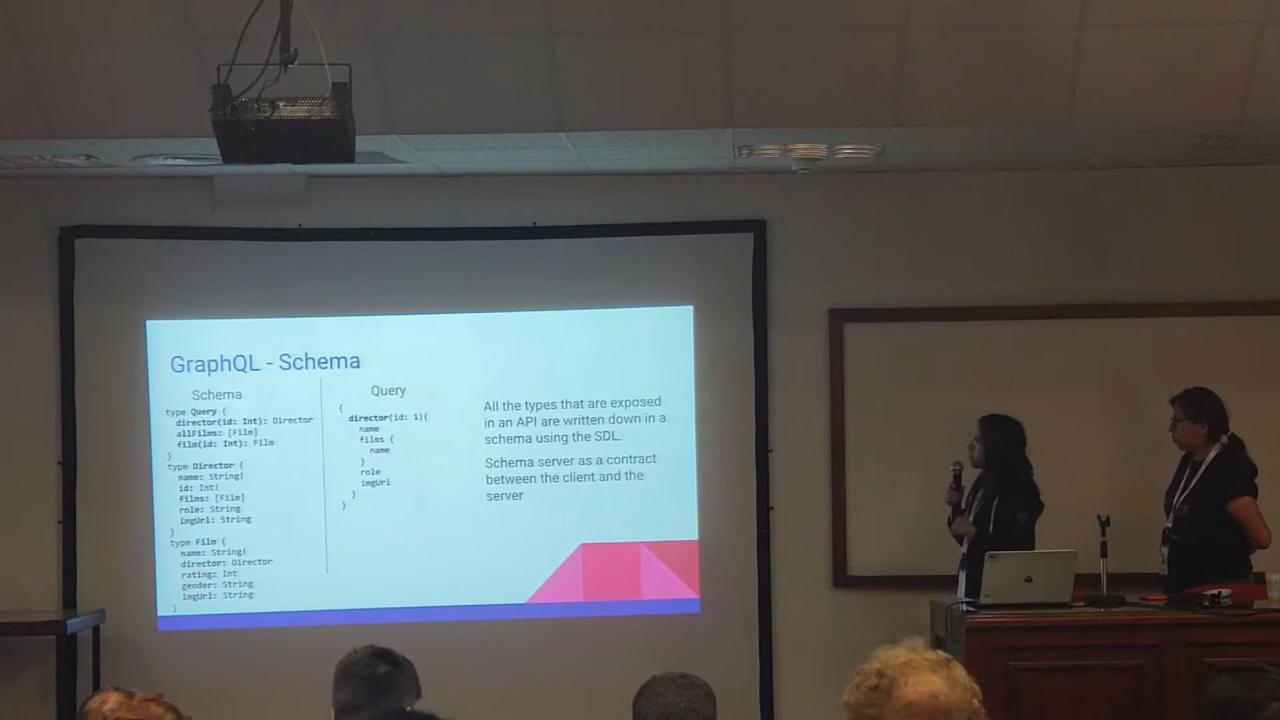 GraphQL - Schema
Schema
type Query {
director(id: Int): Director
allFilms: [Film]
film(id: Int): Film
}
type Director {
name: String!
id: Int!
films: [Film]
role: String
imgUrl: String
}
type Film {
name: String!
director: Director
rating: Int
gender: String
imgUrl: String
}
Query
{
director(id: 1){
name
films {
name
}
role
imgUrl
}
}
All the types that are exposed
in an API are written down in a
schema using the SDL.
Schema server as a contract
between the client and the
server